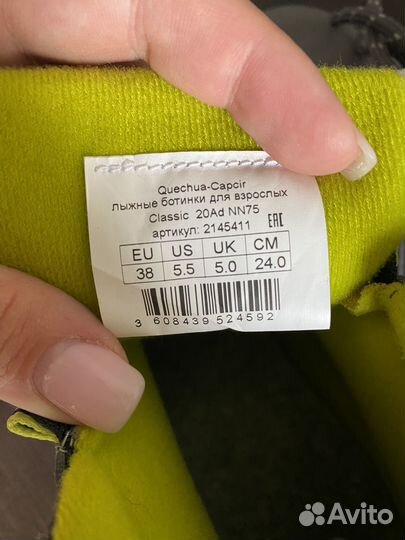 Quechua-Capcir
лыжные ботинки для взрослых
Classic 20Ad NN75
артикул: 2145411 EAC
EU US UK CM
38 5.5 5.0 24.0
3 608439 524592
Avito